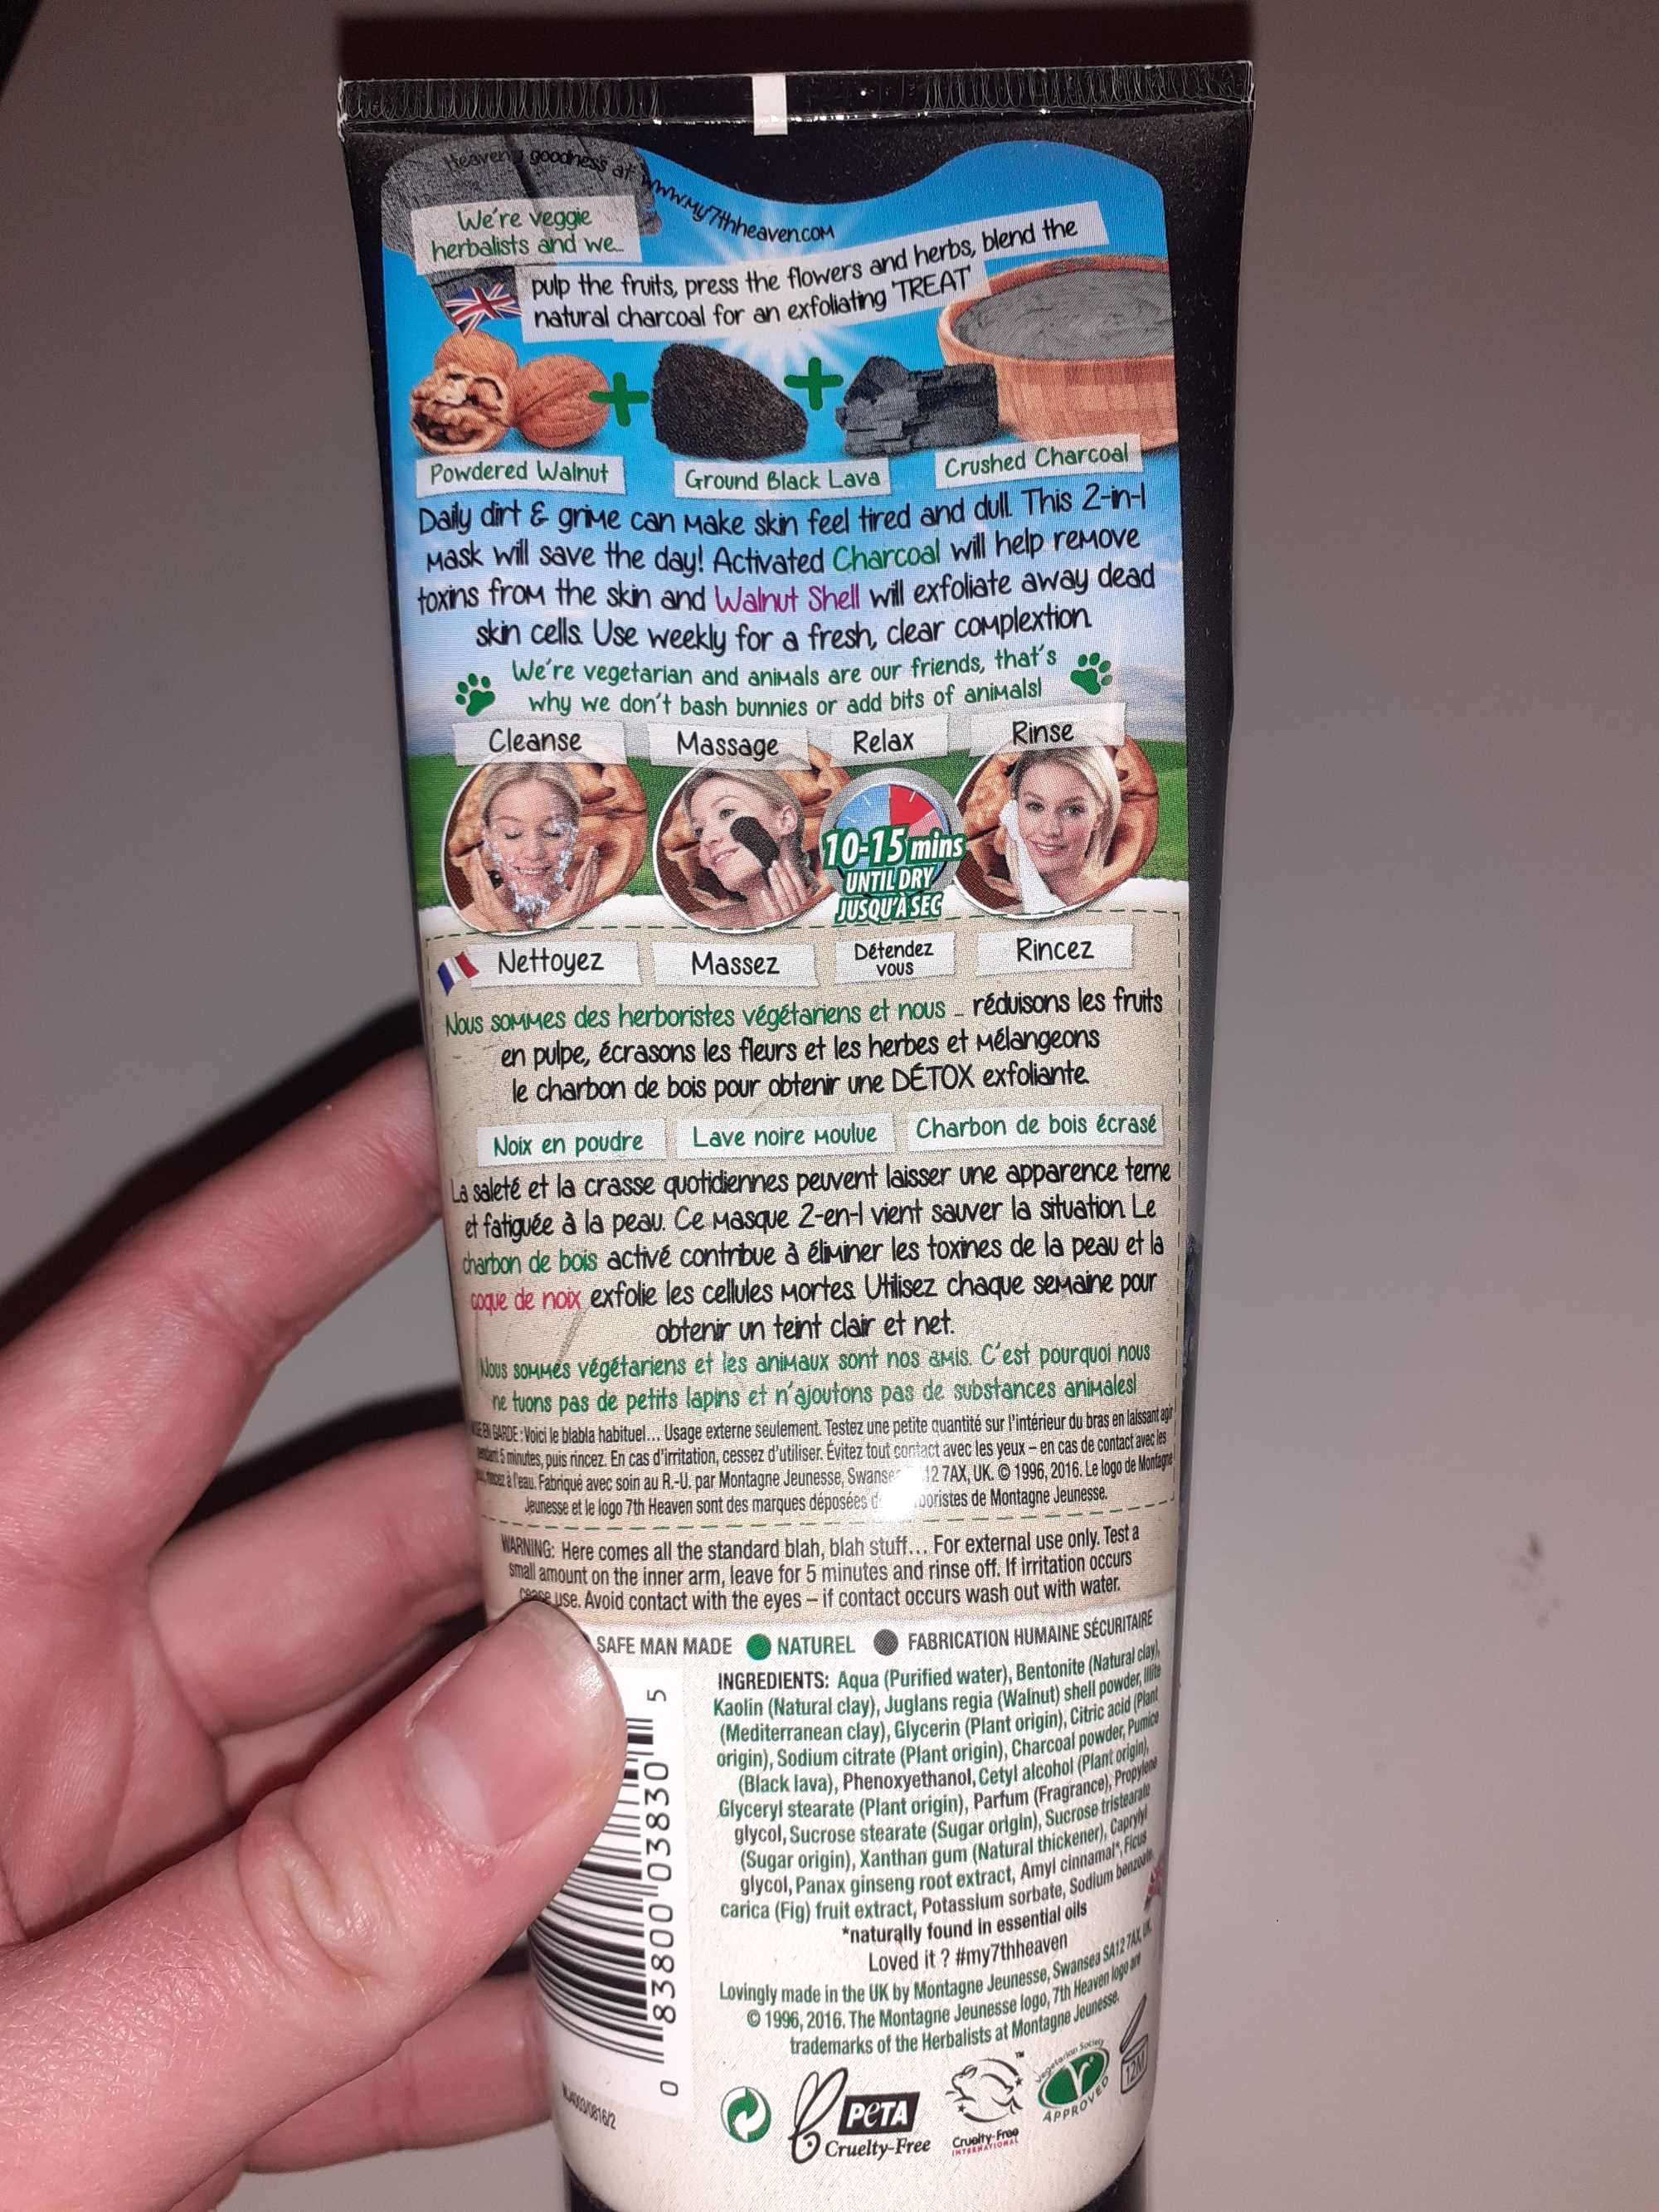 Heavenly goodness at www.my7thheaven.com
We're veggie
herbalists and we...
pulp the fruits, press the flowers and herbs, blend the
natural charcoal for an exfoliating 'TREAT'
Powdered Walnut
Ground Black Lava
Crushed Charcoal
Daily dirt & grime can make skin feel tired and dull. This 2-in-1
mask will save the day! Activated Charcoal will help remove
toxins from the skin and Walnut Shell will exfoliate away dead
skin cells. Use weekly for a fresh, clear complextion.
We're vegetarian and animals are our friends, that's
why we don't bash bunnies or add bits of animals!
Cleanse
Massage
Relax
Rinse
10-15 mins
UNTIL DRY
JUSQU'À SEC
Nettoyez
Massez
Détendez
vous
Rincez
Nous sommes des herboristes végétariens et nous ... réduisons les fruits
en pulpe, écrasons les fleurs et les herbes et mélangeons
le charbon de bois pour obtenir une DÉTOX exfoliante.
Noix en poudre
Lave noire moulue
Charbon de bois écrasé
La saleté et la crasse quotidiennes peuvent laisser une apparence terne
et fatiguée à la peau. Ce masque 2-en-1 vient sauver la situation. Le
charbon de bois activé contribue à éliminer les toxines de la peau et la
coque de noix exfolie les cellules mortes. Utilisez chaque semaine pour
obtenir un teint clair et net.
Nous sommes végétariens et les animaux sont nos amis. C'est pourquoi nous
ne tuons pas de petits lapins et n'ajoutons pas de substances animales!
EN GARDE : Voici le blabla habituel... Usage externe seulement. Testez une petite quantité sur l'intérieur du bras en laissant agir
pendant 5 minutes, puis rincez. En cas d'irritation, cessez d'utiliser. Évitez tout contact avec les yeux – en cas de contact avec les
rincez à l'eau. Fabriqué avec soin au R.-U. par Montagne Jeunesse, Swansea 12 7AX, UK. © 1996, 2016. Le logo de Montagne
Jeunesse et le logo 7th Heaven sont des marques déposées de Montagne Jeunesse.
WARNING: Here comes all the standard blah, blah stuff... For external use only. Test a
small amount on the inner arm, leave for 5 minutes and rinse off. If irritation occurs
cease use. Avoid contact with the eyes – if contact occurs wash out with water.
SAFE MAN MADE NATUREL FABRICATION HUMAINE SÉCURITAIRE
INGREDIENTS: Aqua (Purified water), Bentonite (Natural clay),
Kaolin (Natural clay), Juglans regia (Walnut) shell powder, Illite
(Mediterranean clay), Glycerin (Plant origin), Citric acid (Plant
origin), Sodium citrate (Plant origin), Charcoal powder, Pumice
(Black lava), Phenoxyethanol, Cetyl alcohol (Plant origin),
Glyceryl stearate (Plant origin), Parfum (Fragrance), Propylene
glycol, Sucrose stearate (Sugar origin), Sucrose tristearate
(Sugar origin), Xanthan gum (Natural thickener), Caprylyl
glycol, Panax ginseng root extract, Amyl cinnamal*, Ficus
carica (Fig) fruit extract, Potassium sorbate, Sodium benzoate
*naturally found in essential oils
Loved it ? #my7thheaven
Lovingly made in the UK by Montagne Jeunesse, Swansea SA12 7AX, UK.
© 1996, 2016. The Montagne Jeunesse logo, 7th Heaven logo are
trademarks of the Herbalists at Montagne Jeunesse.
0 83800 03830 5
PETA
Cruelty-Free
Cruelty-Free
INTERNATIONAL
Vegetarian Society
APPROVED
12M